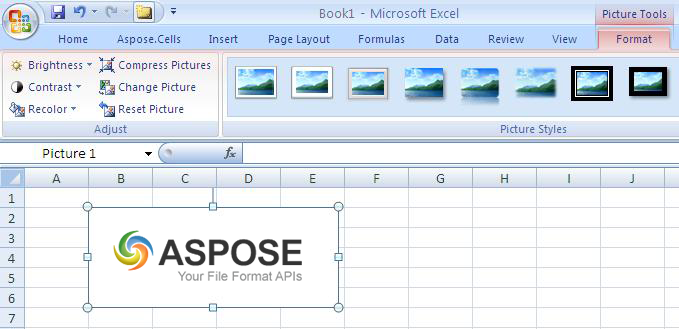 Book1 - Microsoft Excel
Picture Tools
Home Aspose.Cells Insert Page Layout Formulas Data Review View Format
Brightness Compress Pictures
Contrast Change Picture
Recolor Reset Picture
Adjust Picture Styles
Picture 1 fx
A B C D E F G H I J
1
2
3
ASPOSE
4
Your File Format APIs
5
6
7